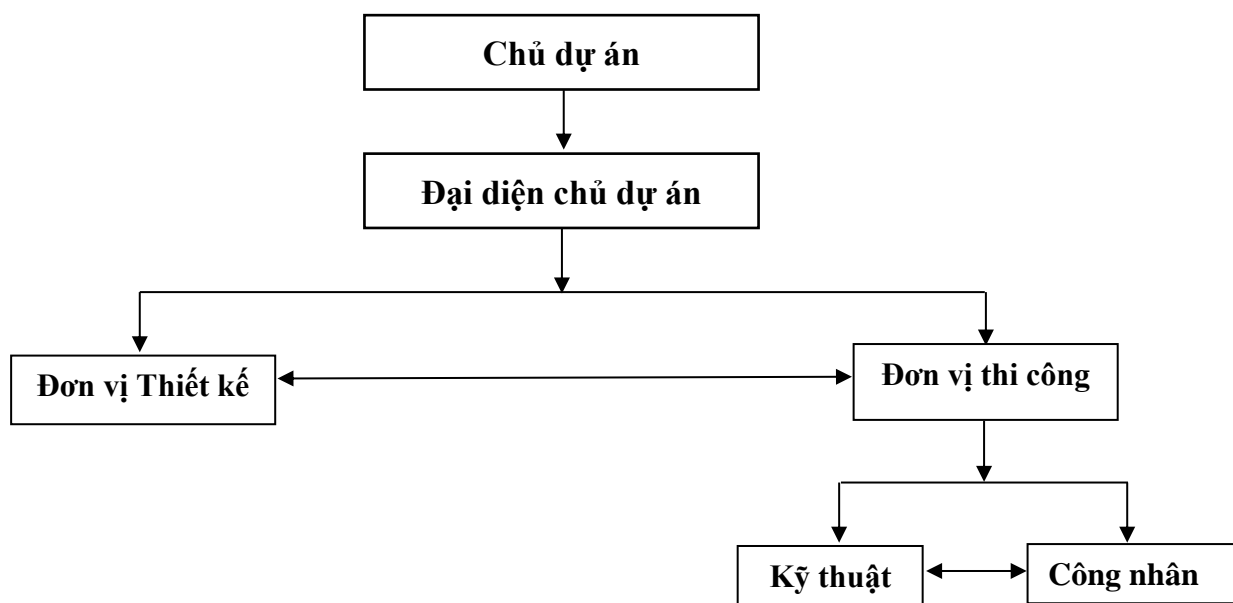 Chủ dự án
Đại diện chủ dự án
Đơn vị Thiết kế
Đơn vị thi công
Kỹ thuật
Công nhân